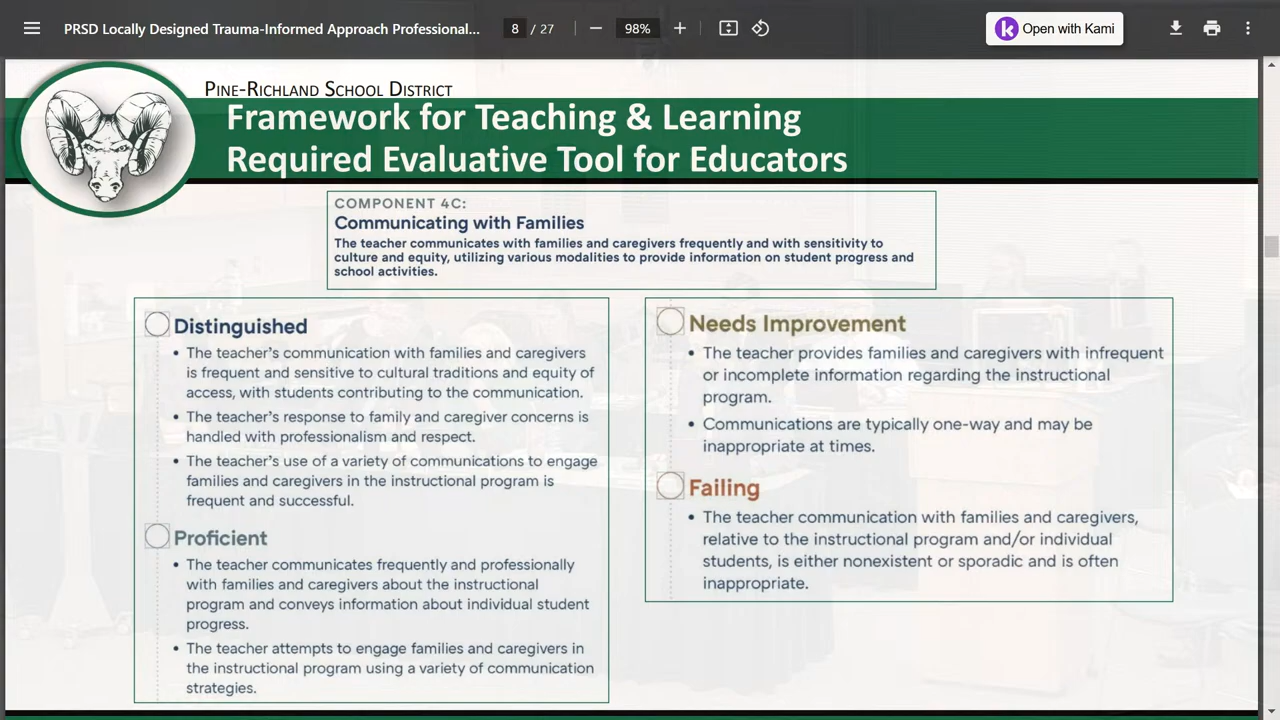 PRSD Locally Designed Trauma-Informed Approach Professional...
8 / 27
98%
Open with Kami
PINE-RICHLAND SCHOOL DISTRICT
Framework for Teaching & Learning
Required Evaluative Tool for Educators
COMPONENT 4C:
Communicating with Families
The teacher communicates with families and caregivers frequently and with sensitivity to
culture and equity, utilizing various modalities to provide information on student progress and
school activities.
Distinguished
• The teacher's communication with families and caregivers
is frequent and sensitive to cultural traditions and equity of
access, with students contributing to the communication.
• The teacher's response to family and caregiver concerns is
handled with professionalism and respect.
• The teacher's use of a variety of communications to engage
families and caregivers in the instructional program is
frequent and successful.
Proficient
• The teacher communicates frequently and professionally
with families and caregivers about the instructional
program and conveys information about individual student
progress.
• The teacher attempts to engage families and caregivers in
the instructional program using a variety of communication
strategies.
Needs Improvement
• The teacher provides families and caregivers with infrequent
or incomplete information regarding the instructional
program.
• Communications are typically one-way and may be
inappropriate at times.
Failing
• The teacher communication with families and caregivers,
relative to the instructional program and/or individual
students, is either nonexistent or sporadic and is often
inappropriate.